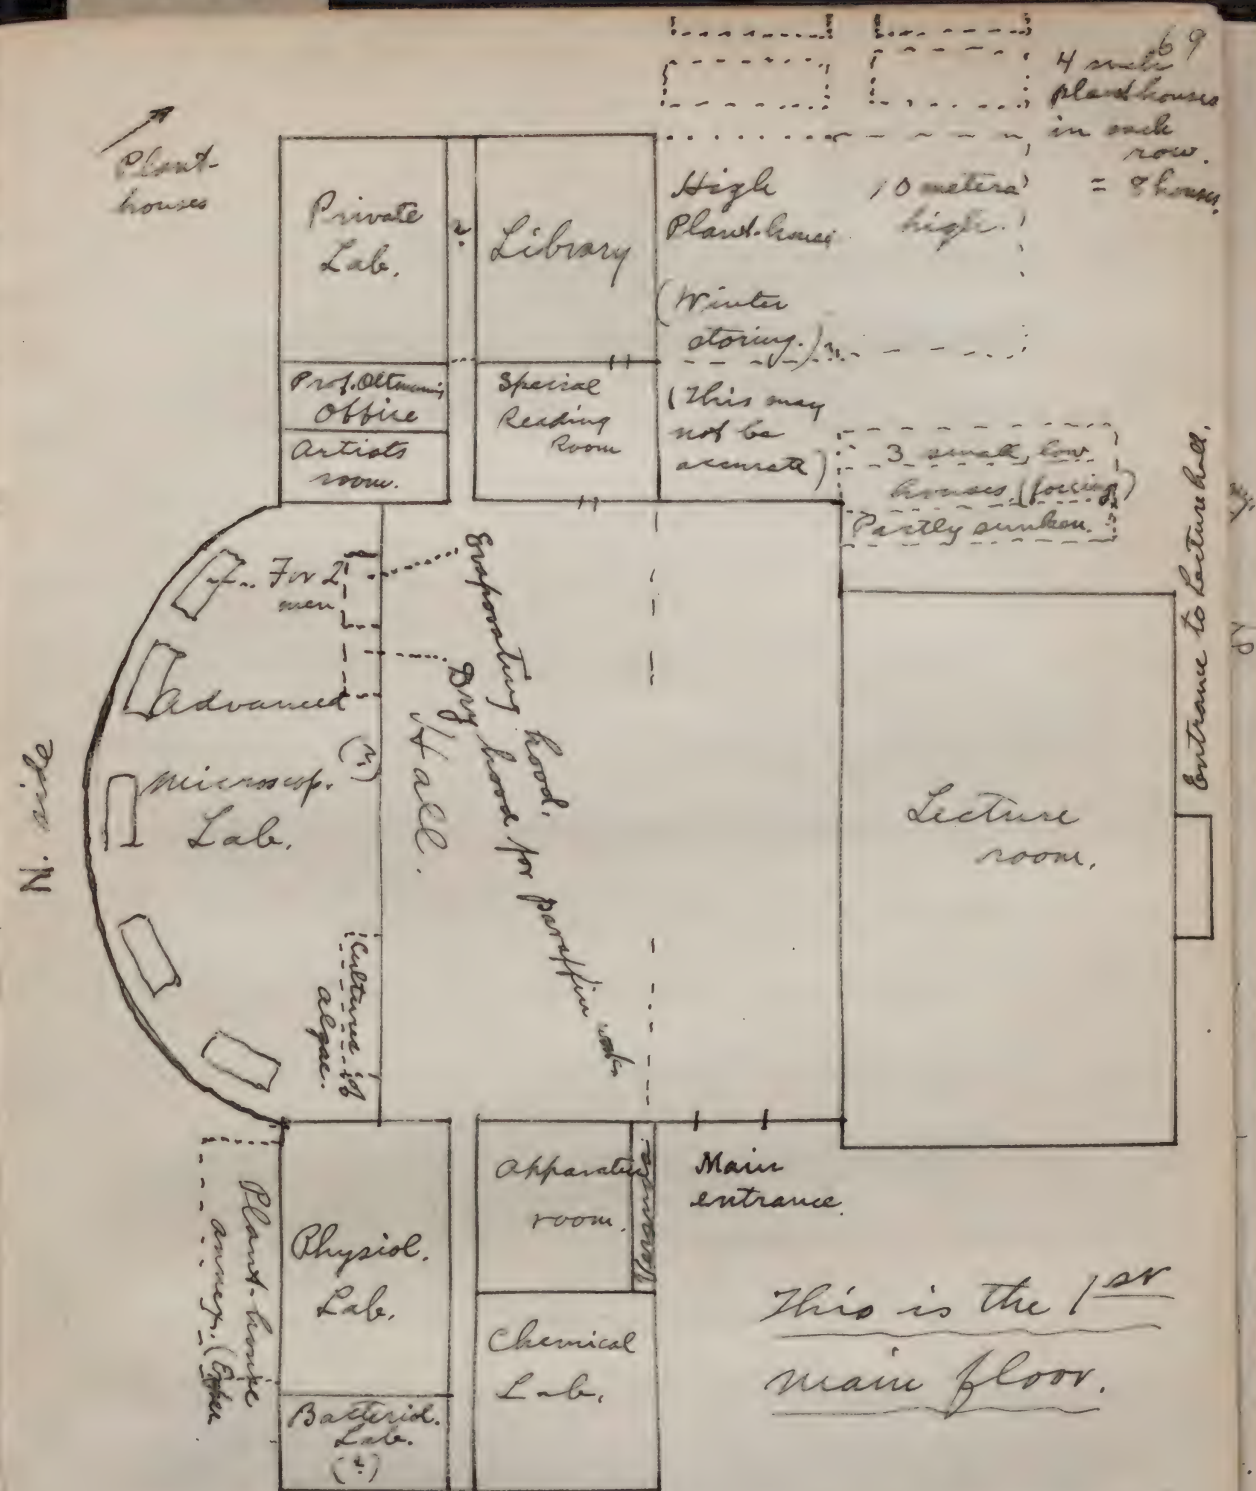 69
4 such
plant houses
in each
row.
= 8 houses.
Plant-
houses
Private
Lab.
?
Library
High
Plant-house
10 meters
high.
(Winter
storing.)
Prof. Oltmanns
Office
Artists
room.
Special
Reading
Room
(This may
not be
accurate)
3 small, low
houses (forcing)
Partly sunken.
Entrance to Lecture hall.
For 2
men
Evaporating hood.
Dry hood for paraffin work
Hall.
Advanced
(?)
Microscop.
Lab.
N. side
Cultures of
algae.
Lecture
room.
Plant-house
annex. (Exper.
Physiol.
Lab.
Apparatus
room.
Main
entrance.
Chemical
Lab.
Bacteriol.
Lab.
(?)
This is the 1st
main floor.